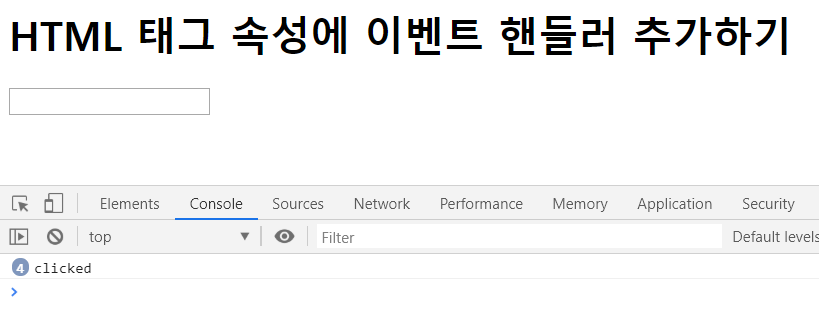 HTML 태그 속성에 이벤트 핸들러 추가하기
Elements Console Sources Network Performance Memory Application Security
top Filter Default levels
4 clicked